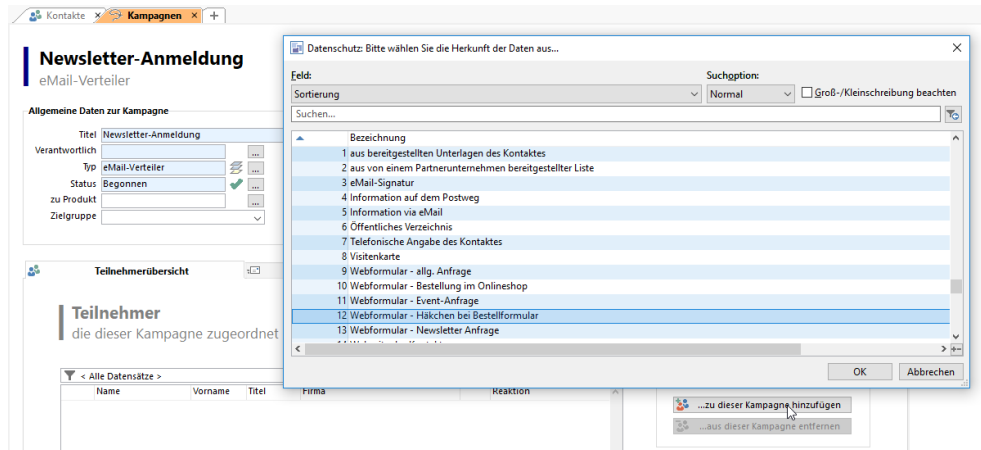 Kontakte
Kampagnen
Newsletter-Anmeldung
eMail-Verteiler
Allgemeine Daten zur Kampagne
Titel Newsletter-Anmeldung
Verantwortlich ...
Typ eMail-Verteiler ...
Status Begonnen ...
zu Produkt ...
Zielgruppe
Teilnehmerübersicht
Teilnehmer
die dieser Kampagne zugeordnet
< Alle Datensätze >
Name Vorname Titel Firma Reaktion
...zu dieser Kampagne hinzufügen
...aus dieser Kampagne entfernen
Datenschutz: Bitte wählen Sie die Herkunft der Daten aus...
Feld: Suchoption:
Sortierung Normal Groß-/Kleinschreibung beachten
Suchen...
Bezeichnung
1 aus bereitgestellten Unterlagen des Kontaktes
2 aus von einem Partnerunternehmen bereitgestellter Liste
3 eMail-Signatur
4 Information auf dem Postweg
5 Information via eMail
6 Öffentliches Verzeichnis
7 Telefonische Angabe des Kontaktes
8 Visitenkarte
9 Webformular - allg. Anfrage
10 Webformular - Bestellung im Onlineshop
11 Webformular - Event-Anfrage
12 Webformular - Häkchen bei Bestellformular
13 Webformular - Newsletter Anfrage
OK Abbrechen